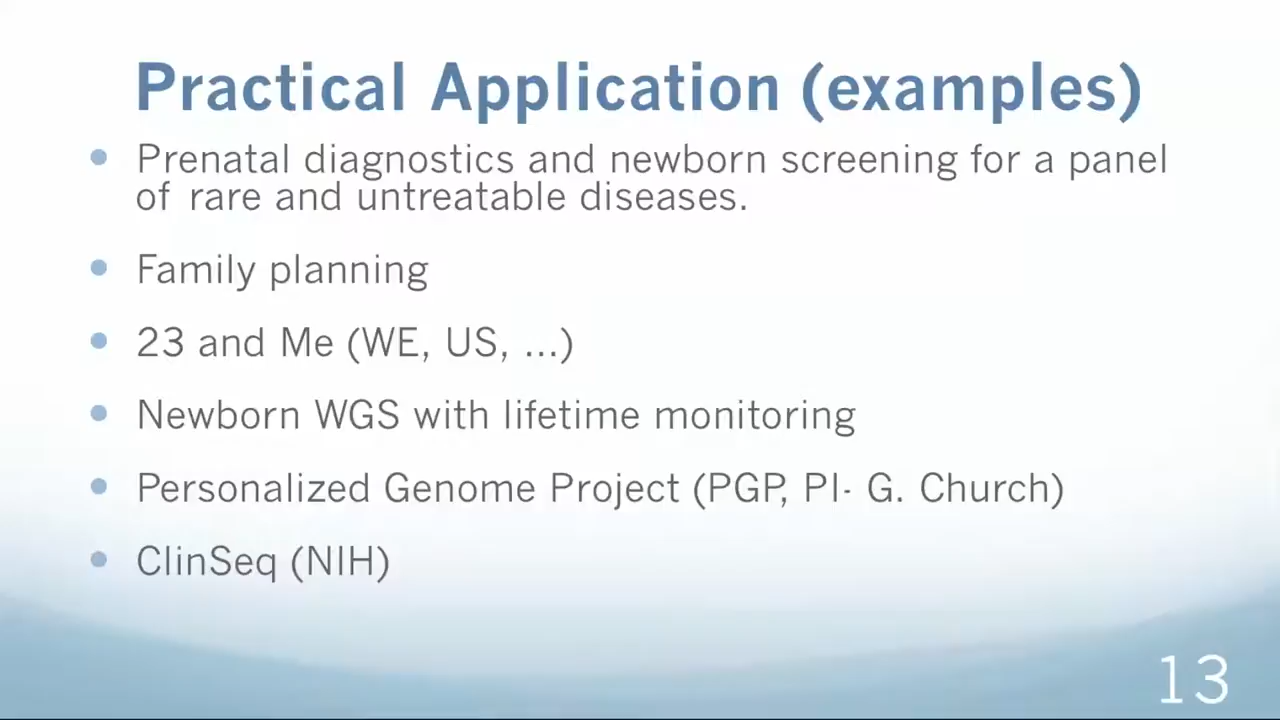 Practical Application (examples)
• Prenatal diagnostics and newborn screening for a panel
of rare and untreatable diseases.
• Family planning
• 23 and Me (WE, US, ...)
• Newborn WGS with lifetime monitoring
• Personalized Genome Project (PGP, PI- G. Church)
• ClinSeq (NIH)
13